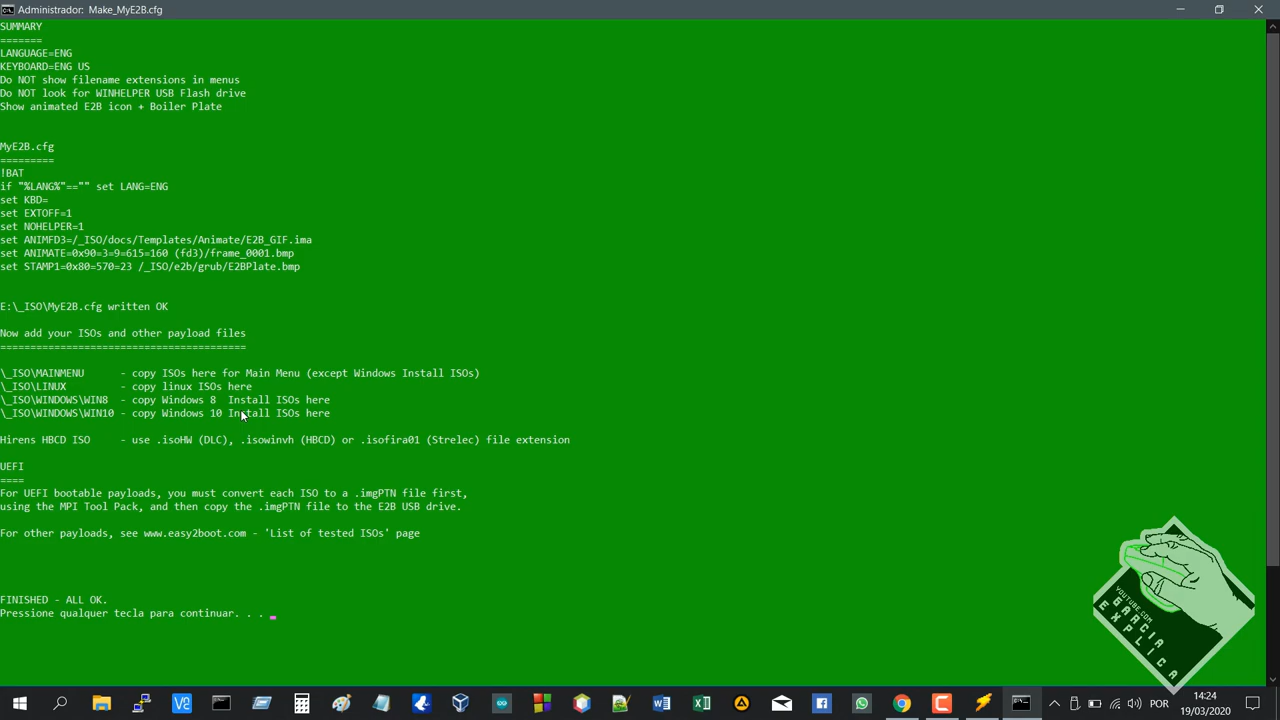 Administrador: Make_MyE2B.cfg
SUMMARY
=======
LANGUAGE=ENG
KEYBOARD=ENG US
Do NOT show filename extensions in menus
Do NOT look for WINHELPER USB Flash drive
Show animated E2B icon + Boiler Plate
MyE2B.cfg
=========
!BAT
if "%LANG%"=="" set LANG=ENG
set KBD=
set EXTOFF=1
set NOHELPER=1
set ANIMFD3=/_ISO/docs/Templates/Animate/E2B_GIF.ima
set ANIMATE=0x90=3=9=615=160 (fd3)/frame_0001.bmp
set STAMP1=0x80=570=23 /_ISO/e2b/grub/E2BPlate.bmp
E:\_ISO\MyE2B.cfg written OK
Now add your ISOs and other payload files
=========================================
\_ISO\MAINMENU      - copy ISOs here for Main Menu (except Windows Install ISOs)
\_ISO\LINUX         - copy linux ISOs here
\_ISO\WINDOWS\WIN8  - copy Windows 8  Install ISOs here
\_ISO\WINDOWS\WIN10 - copy Windows 10 Install ISOs here
Hirens HBCD ISO     - use .isoHW (DLC), .isowinvh (HBCD) or .isofira01 (Strelec) file extension
UEFI
====
For UEFI bootable payloads, you must convert each ISO to a .imgPTN file first,
using the MPI Tool Pack, and then copy the .imgPTN file to the E2B USB drive.
For other payloads, see www.easy2boot.com - 'List of tested ISOs' page
FINISHED - ALL OK.
Pressione qualquer tecla para continuar. . .
YOUTUBE.COM
EGARCIA
EXPLICA
POR
14:24
19/03/2020